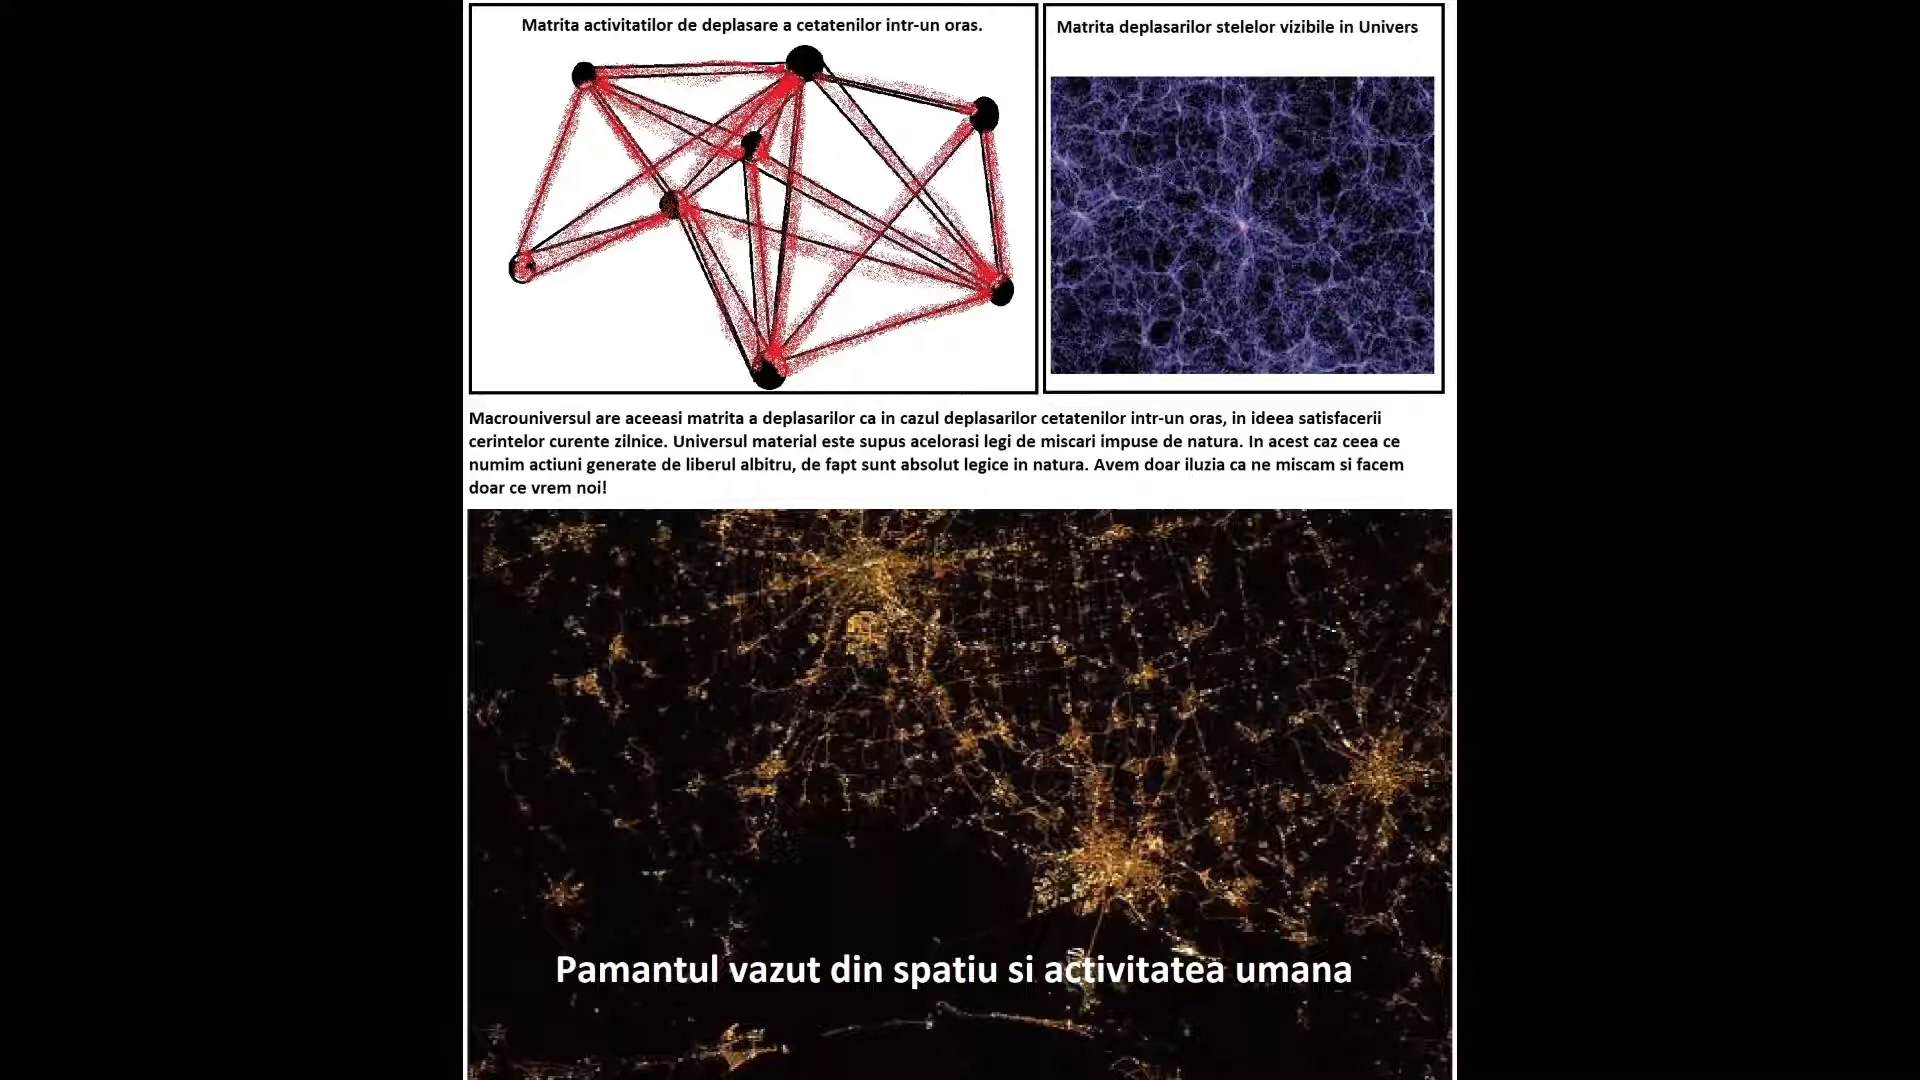 Matrita activitatilor de deplasare a cetatenilor intr-un oras.
Matrita deplasarilor stelelor vizibile in Univers
Macrouniversul are aceeasi matrita a deplasarilor ca in cazul deplasarilor cetatenilor intr-un oras, in ideea satisfacerii
cerintelor curente zilnice. Universul material este supus acelorasi legi de miscari impuse de natura. In acest caz ceea ce
numim actiuni generate de liberul albitru, de fapt sunt absolut legice in natura. Avem doar iluzia ca ne miscam si facem
doar ce vrem noi!
Pamantul vazut din spatiu si activitatea umana